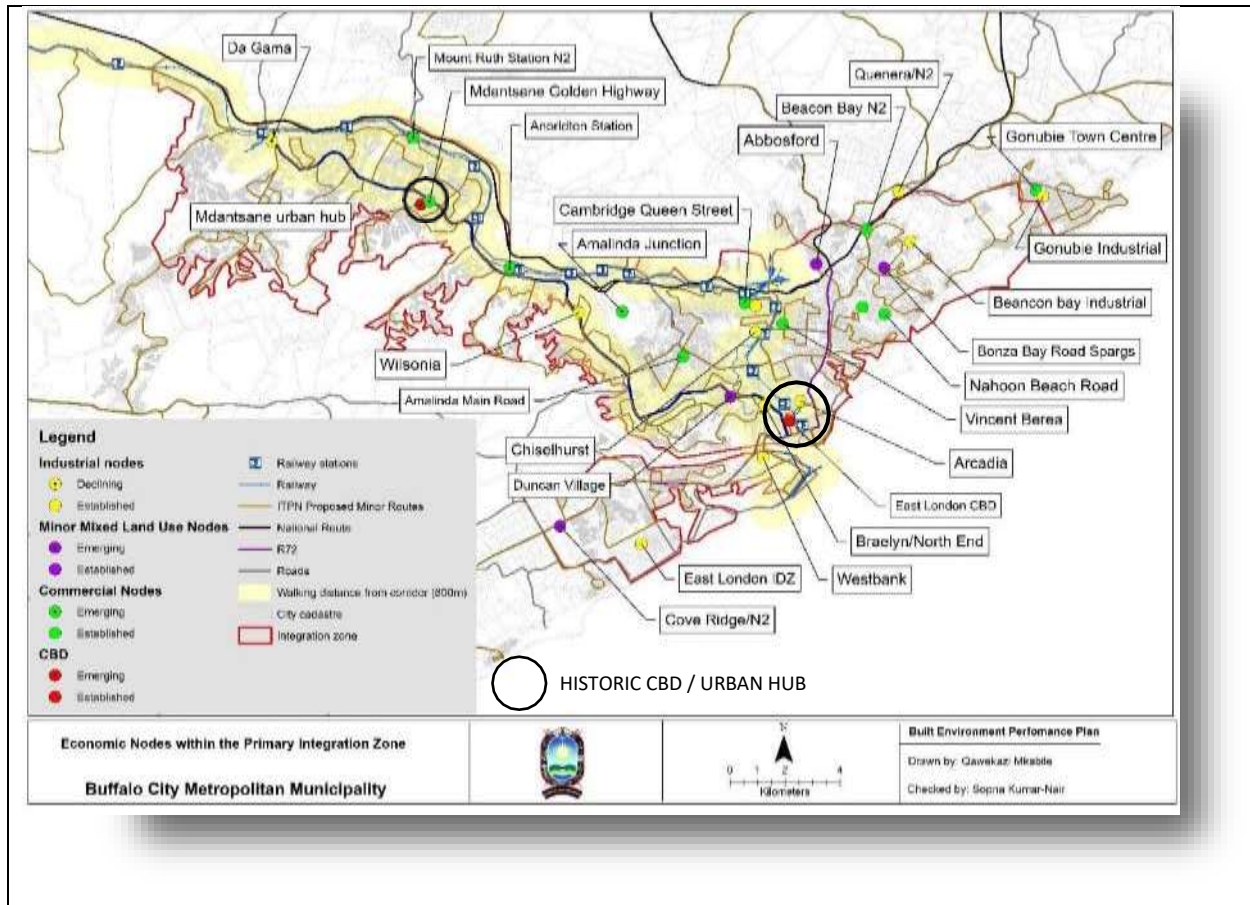 Da Gama
Mount Ruth Station N2
Mdantsane Golden Highway
Quenera/N2
Beacon Bay N2
Abbosford
Gonubie Town Centre
Mdantsane urban hub
Cambridge Queen Street
Amalinda Junction
Gonubie Industrial
Beancon bay Industrial
Wilsonia
Bonza Bay Road Spargs
Amalinda Main Road
Nahoon Beach Road
Vincent Berea
Chiselhurst
Arcadia
Duncan Village
East London CBD
Braelyn/North End
East London IDZ
Westbank
Cove Ridge/N2
Legend
Industrial nodes
Declining
Established
Minor Mixed Land Use Nodes
Emerging
Established
Commercial Nodes
Emerging
Established
CBD
Emerging
Established
Railway stations
Railway
ITPN Proposed Minor Routes
National Route
R72
Roads
Walking distance from corridor (800m)
City cadastre
Integration zone
HISTORIC CBD / URBAN HUB
Economic Nodes within the Primary Integration Zone
Buffalo City Metropolitan Municipality
N
0 1 2 4
Kilometers
Built Environment Perfomance Plan
Drawn by: Qawekazi Mkabile
Checked by: Sopna Kumar-Nair